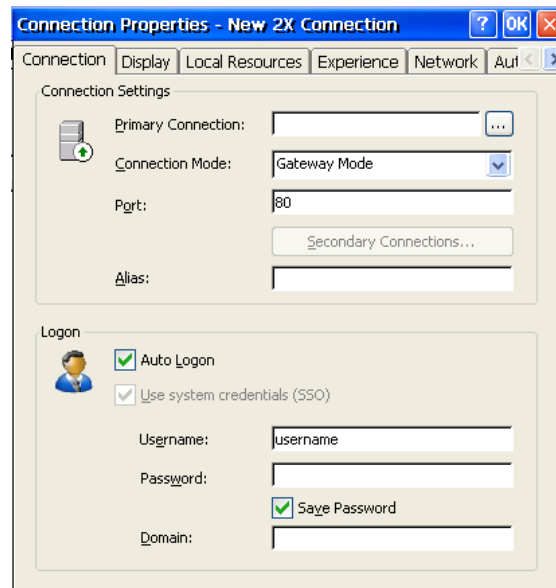 Connection Properties - New 2X Connection ? OK
Connection Display Local Resources Experience Network Aut
Connection Settings
Primary Connection: ...
Connection Mode: Gateway Mode
Port: 80
Secondary Connections...
Alias:
Logon
Auto Logon
Use system credentials (SSO)
Username: username
Password:
Save Password
Domain: